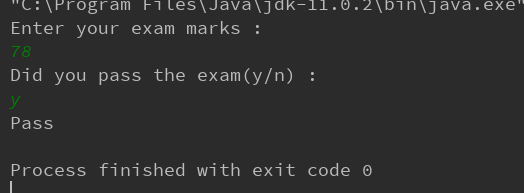 "C:\Program Files\Java\jdk-11.0.2\bin\java.exe"
Enter your exam marks :
78
Did you pass the exam(y/n) :
y
Pass
Process finished with exit code 0